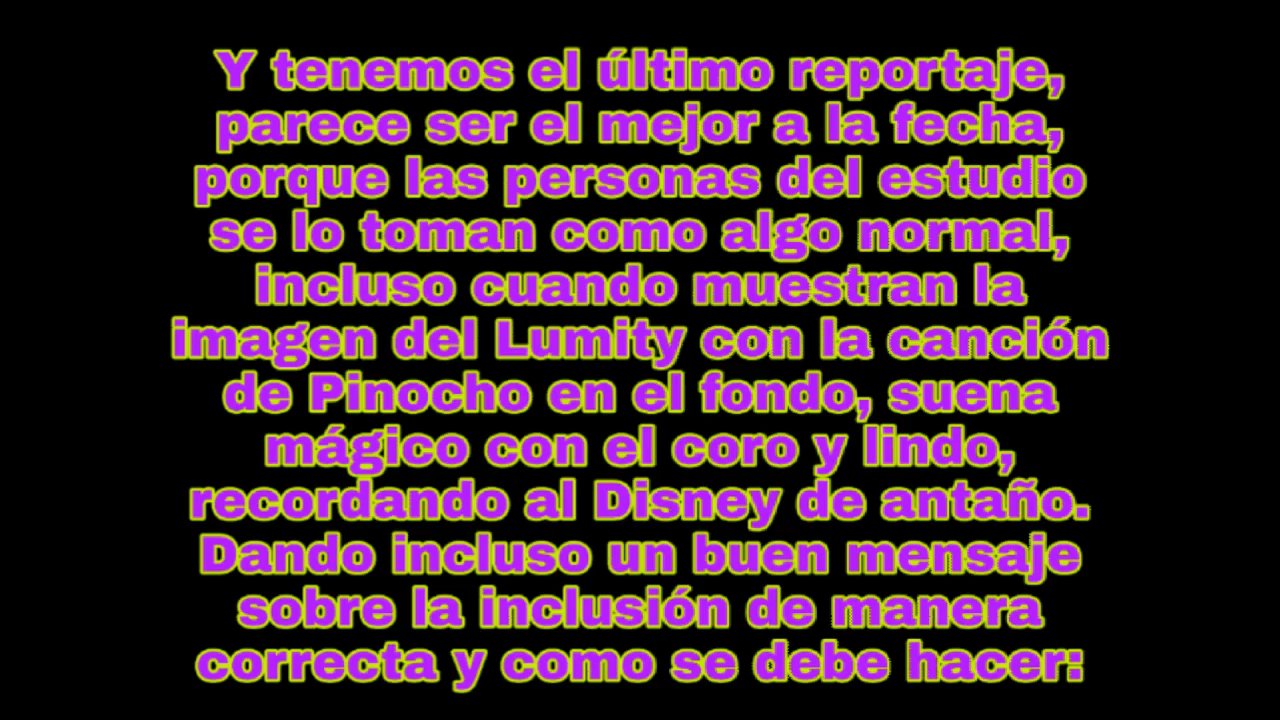 Y tenemos el último reportaje,
parece ser el mejor a la fecha,
porque las personas del estudio
se lo toman como algo normal,
incluso cuando muestran la
imagen del Lumity con la canción
de Pinocho en el fondo, suena
mágico con el coro y lindo,
recordando al Disney de antaño.
Dando incluso un buen mensaje
sobre la inclusión de manera
correcta y como se debe hacer: